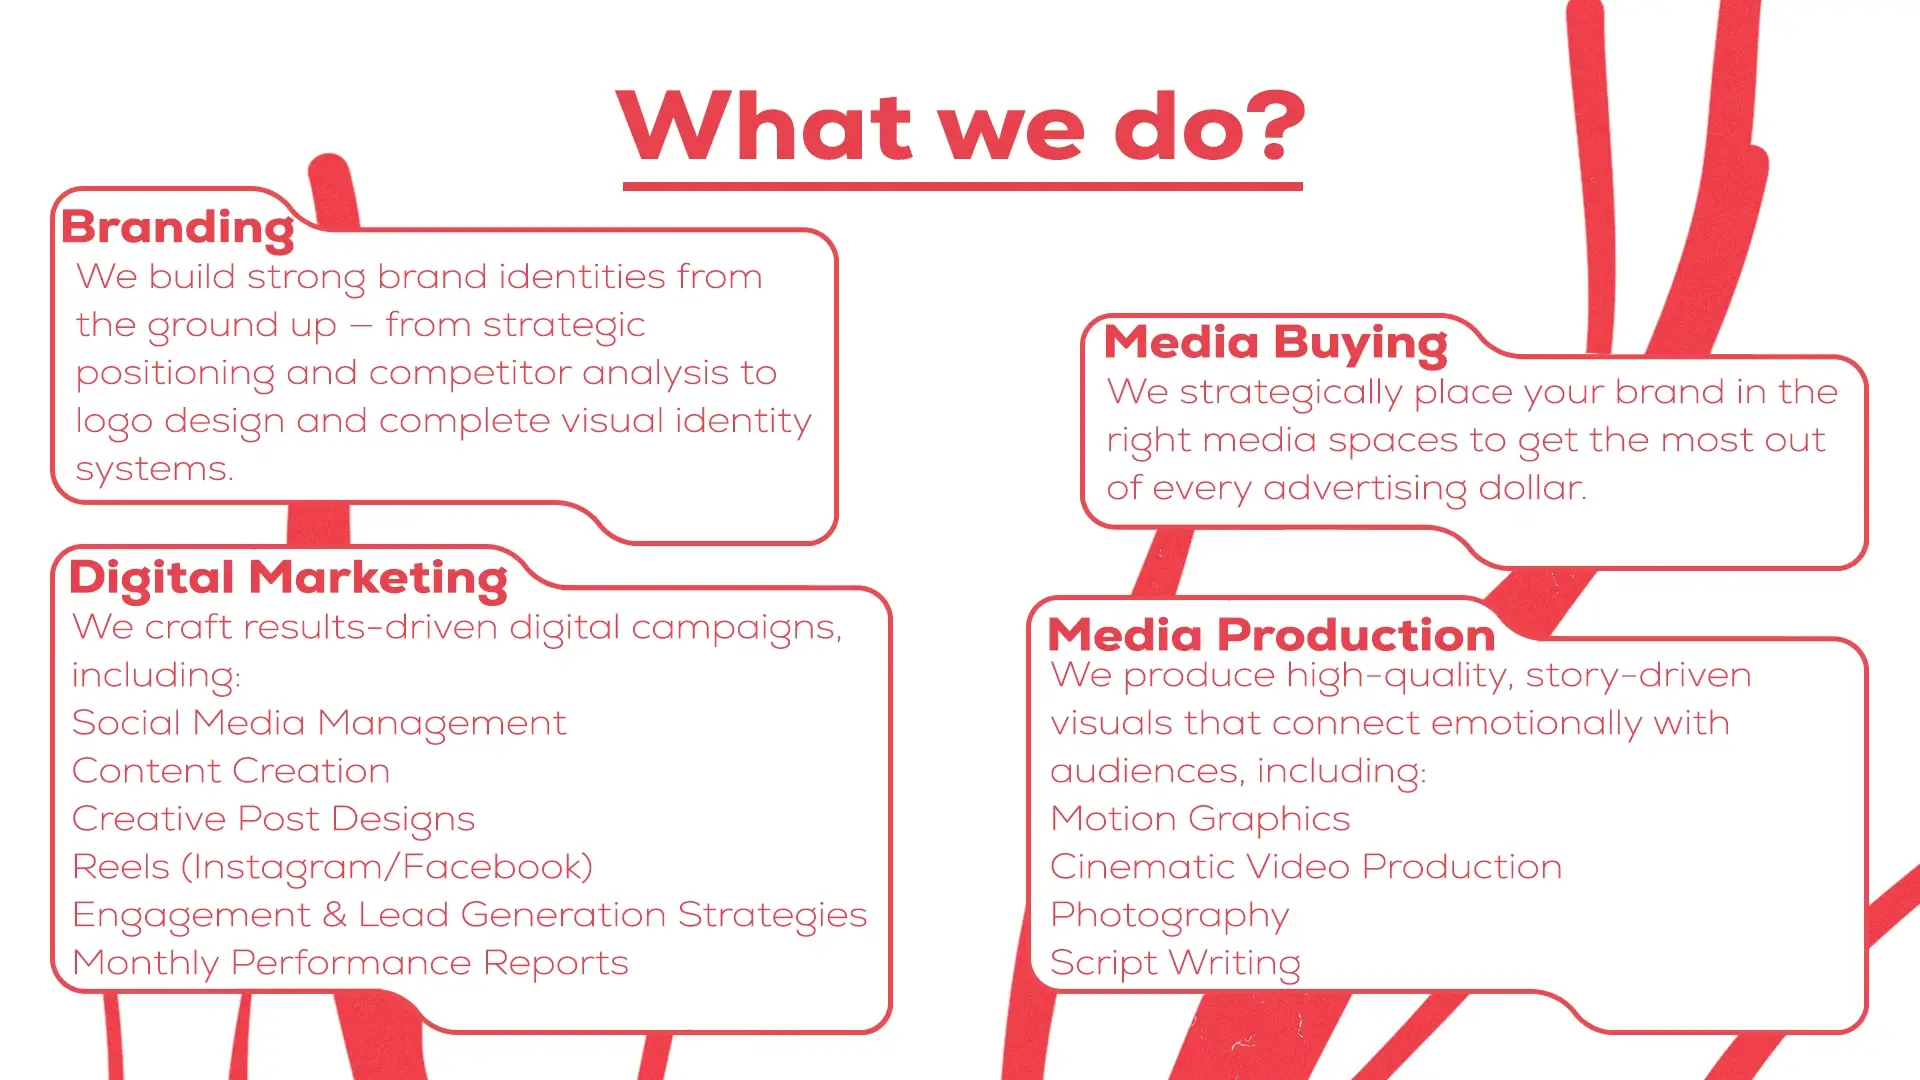 What we do?
Branding
We build strong brand identities from
the ground up – from strategic
positioning and competitor analysis to
logo design and complete visual identity
systems.
Digital Marketing
We craft results-driven digital campaigns,
including:
Social Media Management
Content Creation
Creative Post Designs
Reels (Instagram/Facebook)
Engagement & Lead Generation Strategies
Monthly Performance Reports
Media Buying
We strategically place your brand in the
right media spaces to get the most out
of every advertising dollar.
Media Production
We produce high-quality, story-driven
visuals that connect emotionally with
audiences, including:
Motion Graphics
Cinematic Video Production
Photography
Script Writing